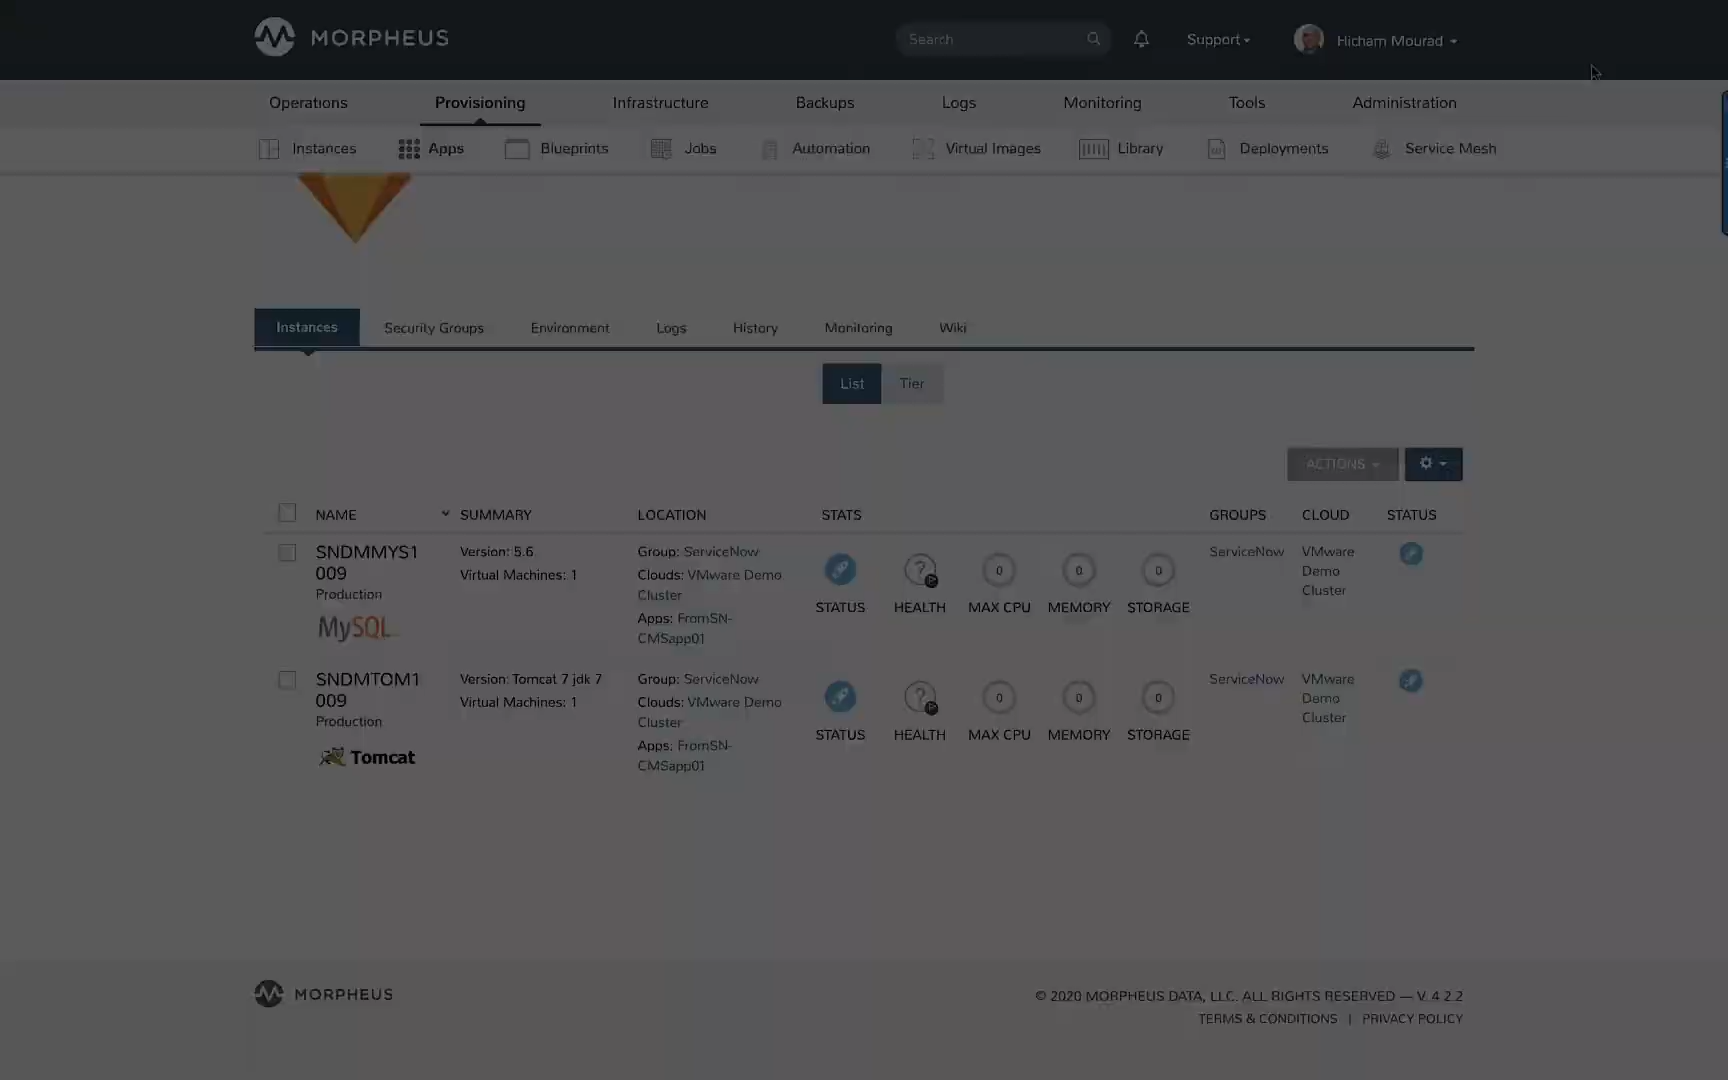 MORPHEUS
Search
Support
Hicham Mourad
Operations
Provisioning
Infrastructure
Backups
Logs
Monitoring
Tools
Administration
Instances
Apps
Blueprints
Jobs
Automation
Virtual Images
Library
Deployments
Service Mesh
Instances
Security Groups
Environment
Logs
History
Monitoring
Wiki
List
Tier
ACTIONS
NAME
SUMMARY
LOCATION
STATS
GROUPS
CLOUD
STATUS
SNDMMYS1
009
Production
MySQL
Version: 5.6
Virtual Machines: 1
Group: ServiceNow
Clouds: VMware Demo
Cluster
Apps: FromSN-
CMSapp01
STATUS
?
HEALTH
0
MAX CPU
0
MEMORY
0
STORAGE
ServiceNow
VMware
Demo
Cluster
SNDMTOM1
009
Production
Tomcat
Version: Tomcat 7 jdk 7
Virtual Machines: 1
Group: ServiceNow
Clouds: VMware Demo
Cluster
Apps: FromSN-
CMSapp01
STATUS
?
HEALTH
0
MAX CPU
0
MEMORY
0
STORAGE
ServiceNow
VMware
Demo
Cluster
MORPHEUS
© 2020 MORPHEUS DATA, LLC. ALL RIGHTS RESERVED — V. 4.2.2
TERMS & CONDITIONS | PRIVACY POLICY